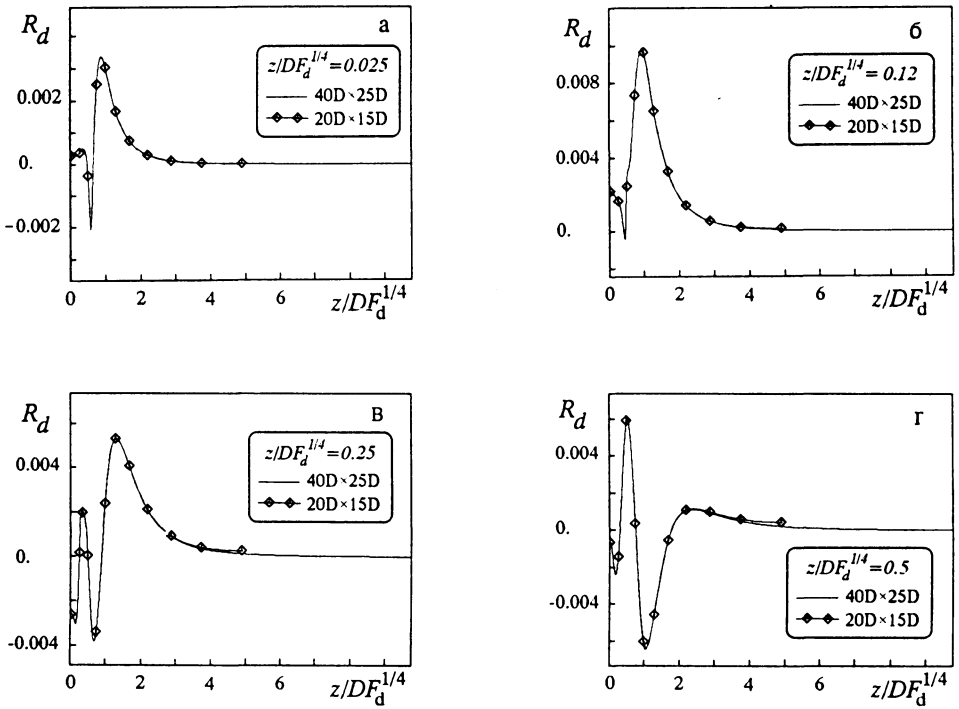 R_d
а
z/DF_d^1/4 = 0.025
40D×25D
20D×15D
0.002
0.
-0.002
0 2 4 6
z/DF_d^1/4
б
z/DF_d^1/4 = 0.12
40D×25D
20D×15D
0.008
0.004
0.
0 2 4 6
z/DF_d^1/4
R_d
в
z/DF_d^1/4 = 0.25
40D×25D
20D×15D
0.004
0.
-0.004
0 2 4 6
z/DF_d^1/4
R_d
г
0.004
0.
-0.004
z/DF_d^1/4 = 0.5
40D×25D
20D×15D
0 2 4 6
z/DF_d^1/4
R_d